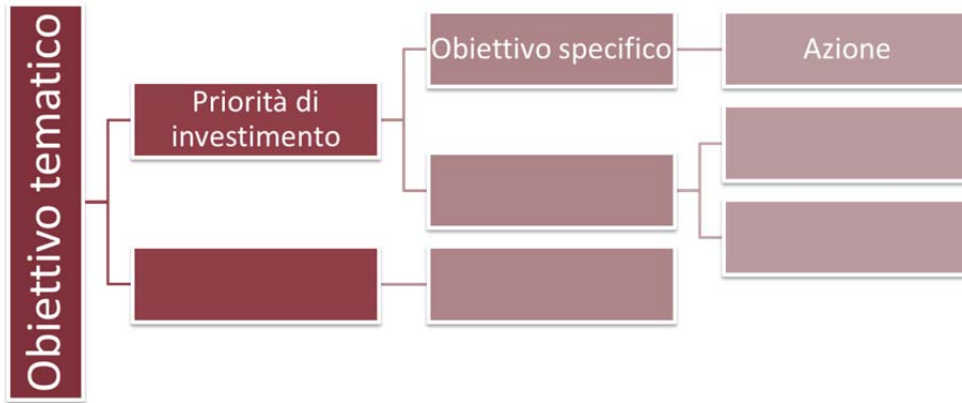 Obiettivo tematico
Priorità di
investimento
Obiettivo specifico
Azione